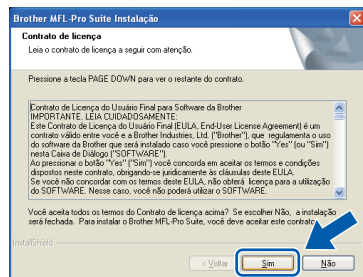 Brother MFL-Pro Suite Instalação
Contrato de licença
Leia o contrato de licença a seguir com atenção.
Pressione a tecla PAGE DOWN para ver o restante do contrato.
Contrato de Licença do Usuário Final para Software da Brother
IMPORTANTE. LEIA CUIDADOSAMENTE:
Este Contrato de Licença do Usuário Final (EULA, End-User License Agreement) é um
contrato válido entre você e a Brother Industries, Ltd. ("Brother"), que regulamenta o uso
do software da Brother que será instalado caso você pressione o botão "Yes" (ou "Sim")
nesta Caixa de Diálogo ("SOFTWARE").
Ao pressionar o botão "Yes" ("Sim") você concorda em aceitar os termos e condições
dispostos neste contrato, obrigando-se juridicamente às cláusulas deste EULA.
Se você não concordar com os termos deste EULA, não obterá licença para a utilização
do SOFTWARE. Nesse caso, você não poderá utilizar o SOFTWARE.
Você aceita todos os termos do Contrato de licença acima? Se escolher Não, a instalação
será fechada. Para instalar o Brother MFL-Pro Suite, você deve aceitar este contrato.
InstallShield
< Voltar
Sim
Não